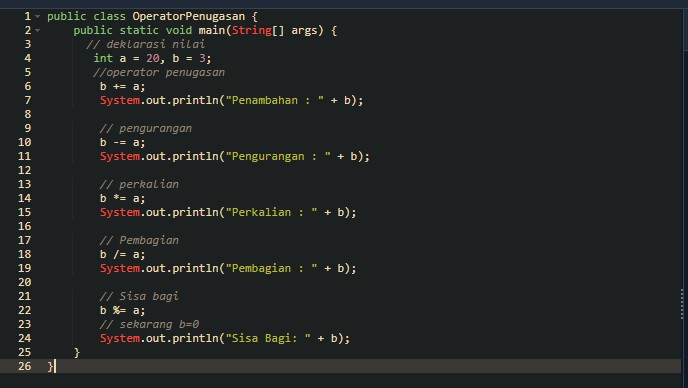 1 public class OperatorPenugasan {
2 public static void main(String[] args) {
3 // deklarasi nilai
4 int a = 20, b = 3;
5 //operator penugasan
6 b += a;
7 System.out.println("Penambahan : " + b);
8
9 // pengurangan
10 b -= a;
11 System.out.println("Pengurangan : " + b);
12
13 // perkalian
14 b *= a;
15 System.out.println("Perkalian : " + b);
16
17 // Pembagian
18 b /= a;
19 System.out.println("Pembagian : " + b);
20
21 // Sisa bagi
22 b %= a;
23 // sekarang b=0
24 System.out.println("Sisa Bagi: " + b);
25 }
26 }